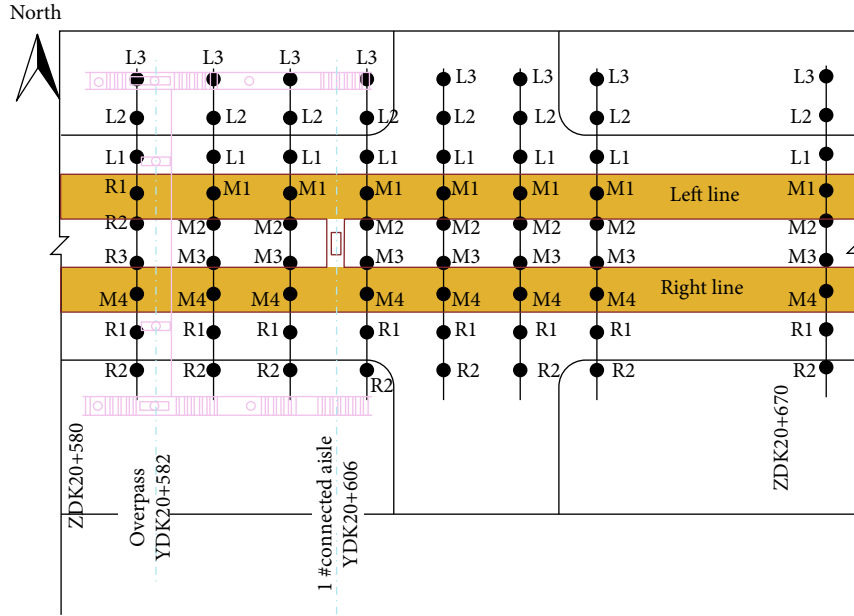 North
L3 L3 L3 L3 L3 L3 L3 L3
L2 L2 L2 L2 L2 L2 L2 L2
L1 L1 L1 L1 L1 L1 L1 L1
R1 M1 M1 M1 M1 M1 M1 Left line M1
R2 M2 M2 M2 M2 M2 M2 M2
R3 M3 M3 M3 M3 M3 M3 M3
M4 M4 M4 M4 M4 M4 M4 Right line M4
R1 R1 R1 R1 R1 R1 R1 R1
R2 R2 R2 R2 R2 R2 R2 R2
ZDK20+580
Overpass
YDK20+582
1 #connected aisle
YDK20+606
ZDK20+670